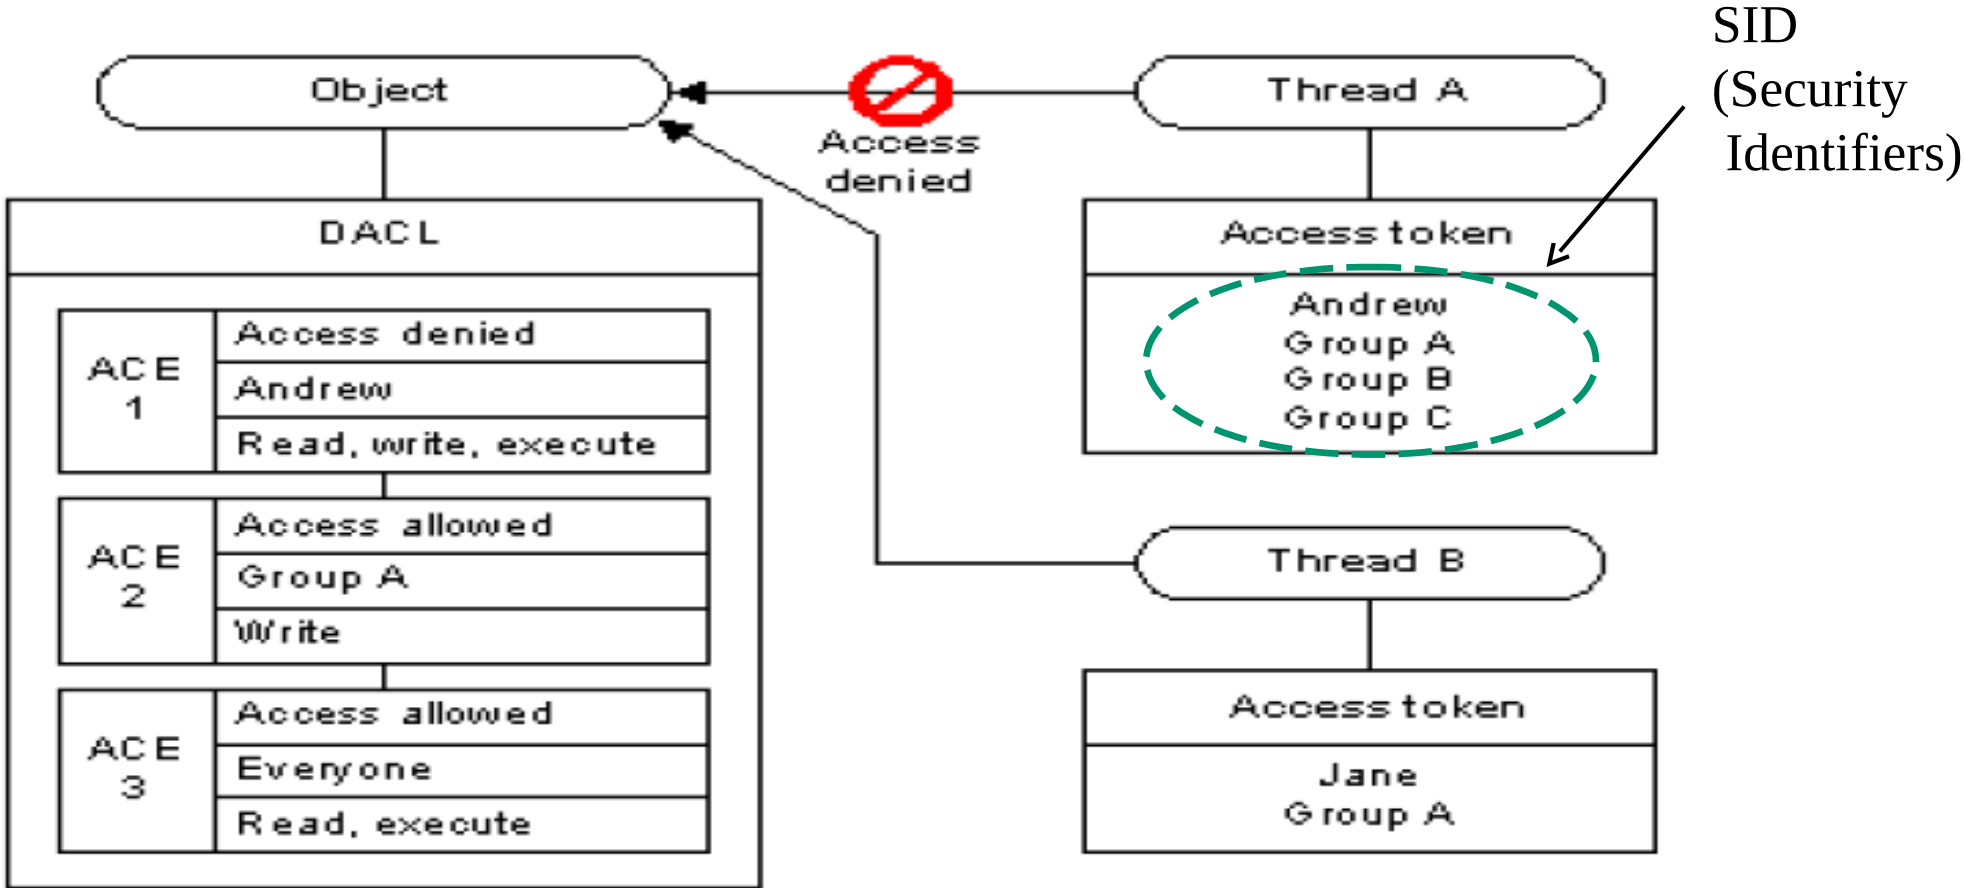 SID
(Security
Identifiers)
Object
Thread A
Access
denied
DACL
Access token
Andrew
Group A
Group B
Group C
ACE
1
Access denied
Andrew
Read, write, execute
ACE
2
Access allowed
Group A
Write
Thread B
ACE
3
Access allowed
Everyone
Read, execute
Access token
Jane
Group A